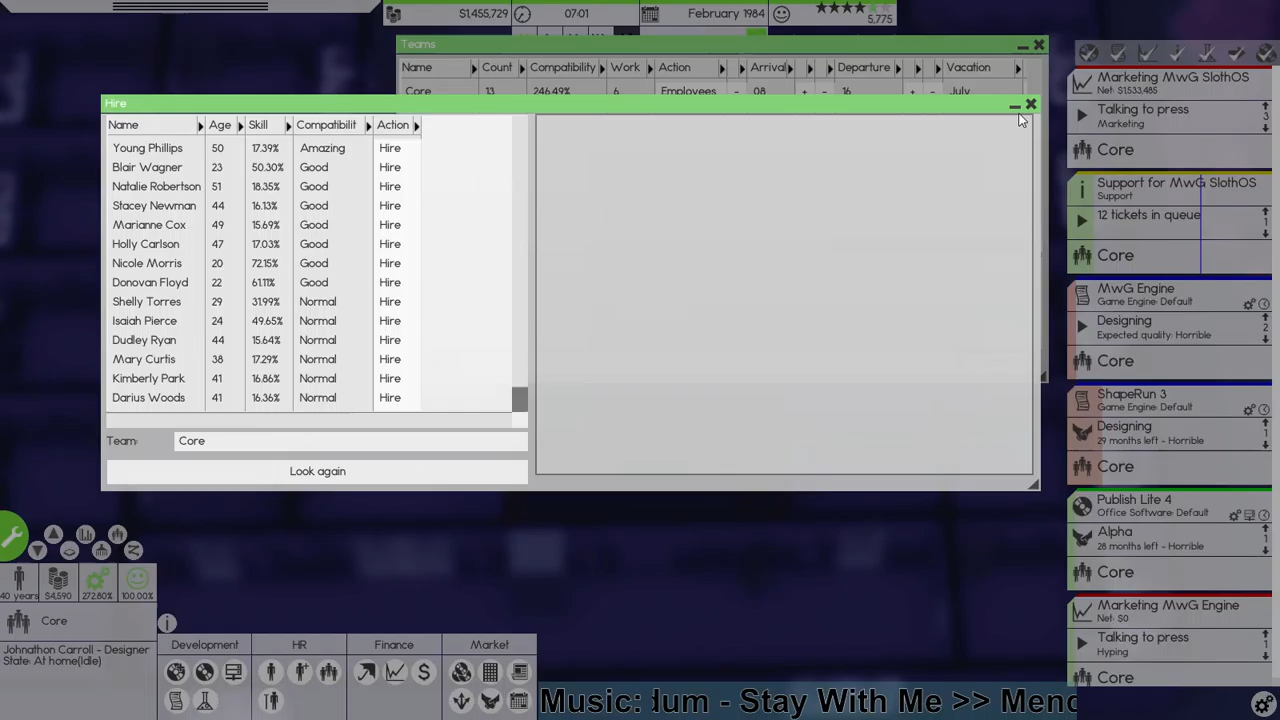 $1,455,729
07-01
February 1984
5,775
Teams
Name Count Compatibility Work Action Arrival Departure Vacation
Core 13 246.49% 6 Employees - 08 + - 16 + - July
Hire
Name Age Skill Compatibilit Action
Young Phillips 50 17.39% Amazing Hire
Blair Wagner 23 50.30% Good Hire
Natalie Robertson 51 18.35% Good Hire
Stacey Newman 44 16.13% Good Hire
Marianne Cox 49 15.69% Good Hire
Holly Carlson 47 17.03% Good Hire
Nicole Morris 20 72.15% Good Hire
Donovan Floyd 22 61.11% Good Hire
Shelly Torres 29 31.99% Normal Hire
Isaiah Pierce 24 49.65% Normal Hire
Dudley Ryan 44 15.64% Normal Hire
Mary Curtis 38 17.29% Normal Hire
Kimberly Park 41 16.86% Normal Hire
Darius Woods 41 16.36% Normal Hire
Team: Core
Look again
Marketing MwG SlothOS
Net: $1,533,485
Talking to press
Marketing
3
Core
Support for MwG SlothOS
Support
12 tickets in queue
1
Core
MwG Engine
Game Engine: Default
Designing
Expected quality: Horrible
2
Core
ShapeRun 3
Game Engine: Default
Designing
29 months left - Horrible
1
Core
Publish Lite 4
Office Software: Default
Alpha
28 months left - Horrible
1
Core
Marketing MwG Engine
Net: $0
Talking to press
Hyping
1
Core
40 years $4,590 272.80% 100.00%
Core
Johnathon Carroll - Designer
State: At home(Idle)
Development HR Finance Market
Music: dum - Stay With Me >> Menc